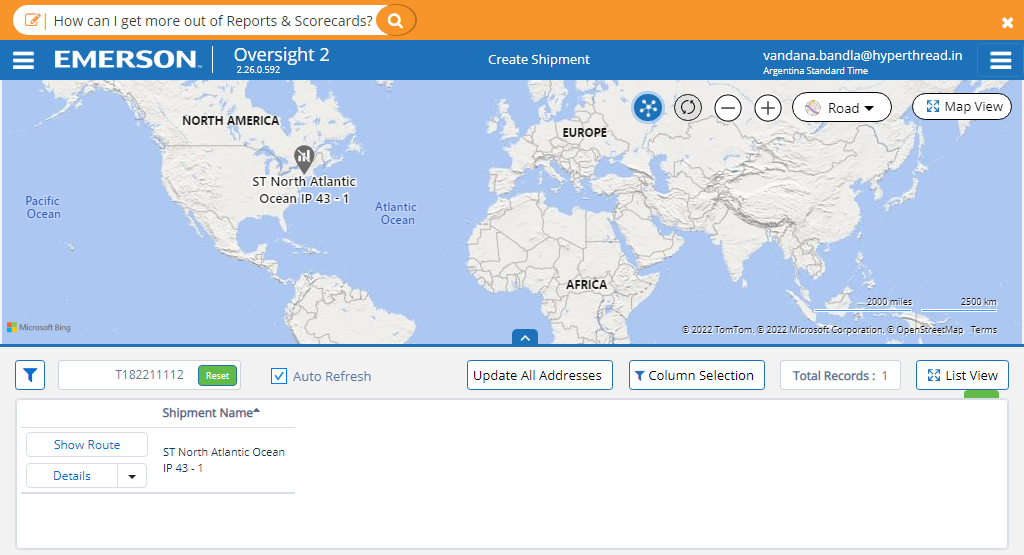 How can I get more out of Reports & Scorecards?
EMERSON
Oversight 2
2.26.0.592
Create Shipment
vandana.bandla@hyperthread.in
Argentina Standard Time
NORTH AMERICA
EUROPE
Road
Map View
ST North Atlantic
Ocean IP 43 - 1
Pacific
Ocean
Atlantic
Ocean
AFRICA
2000 miles
2500 km
Microsoft Bing
© 2022 TomTom, © 2022 Microsoft Corporation, © OpenStreetMap Terms
T182211112
Reset
Auto Refresh
Update All Addresses
Column Selection
Total Records : 1
List View
Shipment Name
Show Route
Details
ST North Atlantic Ocean
IP 43 - 1